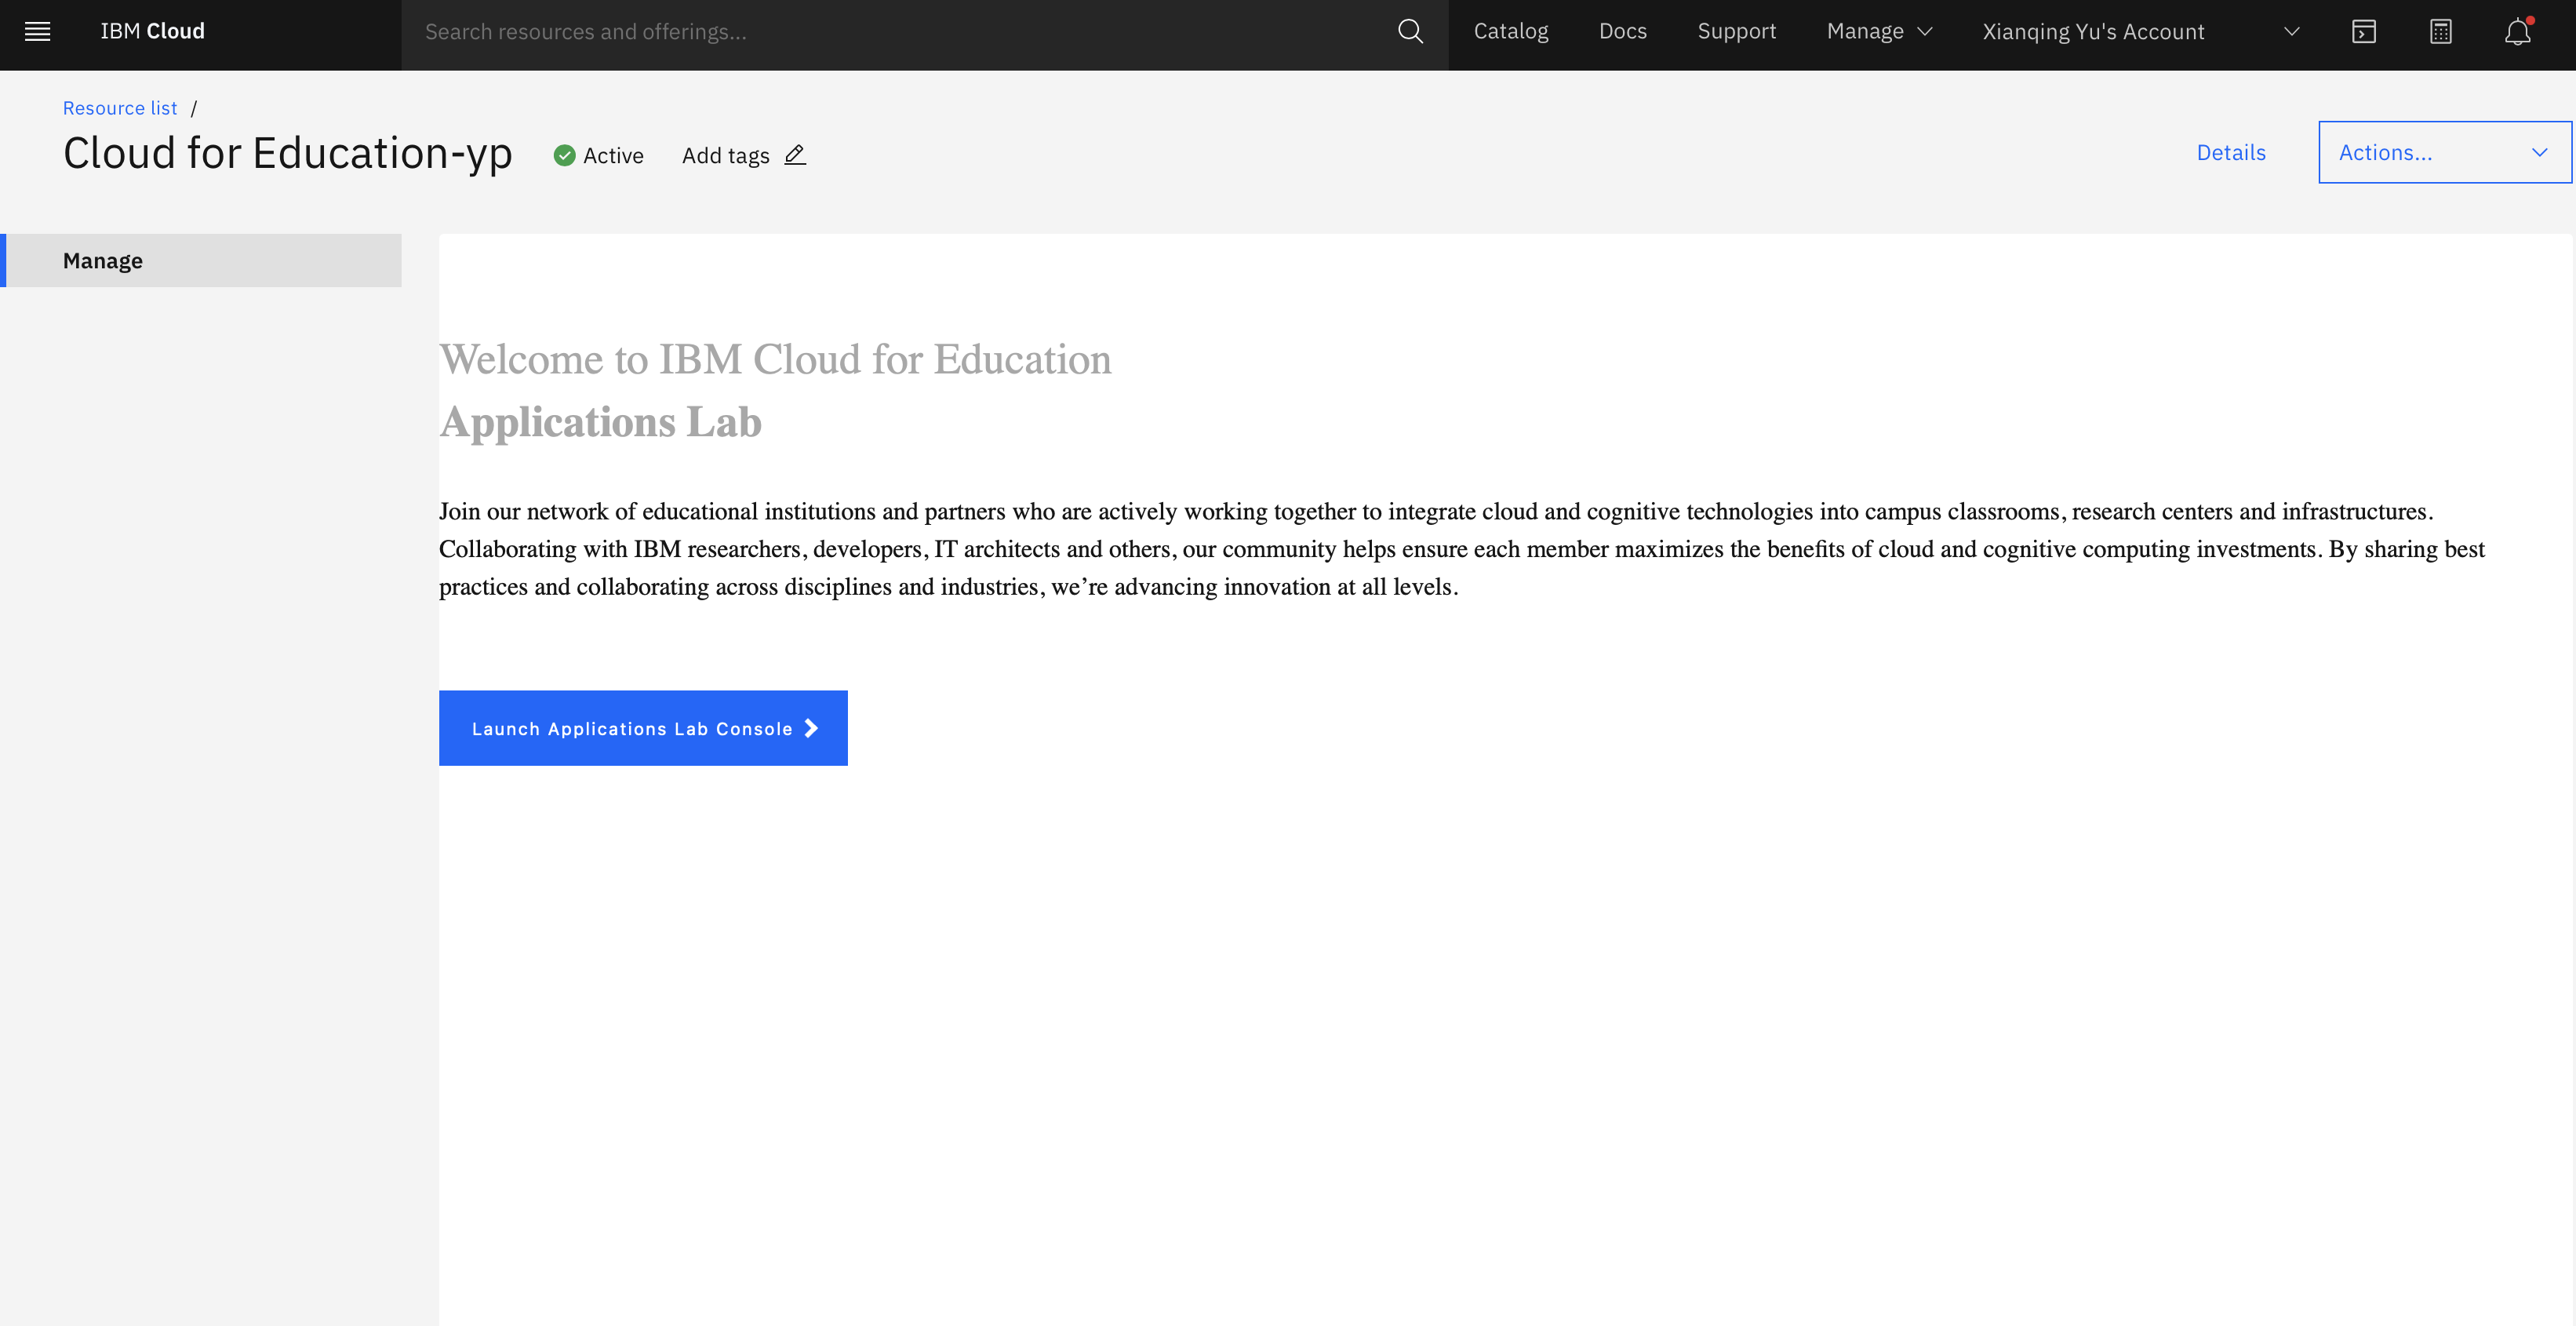 IBM Cloud
Search resources and offerings...
Catalog
Docs
Support
Manage
Xianqing Yu's Account
Resource list /
Cloud for Education-yp
Active
Add tags
Details
Actions...
Manage
Welcome to IBM Cloud for Education
Applications Lab
Join our network of educational institutions and partners who are actively working together to integrate cloud and cognitive technologies into campus classrooms, research centers and infrastructures.
Collaborating with IBM researchers, developers, IT architects and others, our community helps ensure each member maximizes the benefits of cloud and cognitive computing investments. By sharing best
practices and collaborating across disciplines and industries, we’re advancing innovation at all levels.
Launch Applications Lab Console